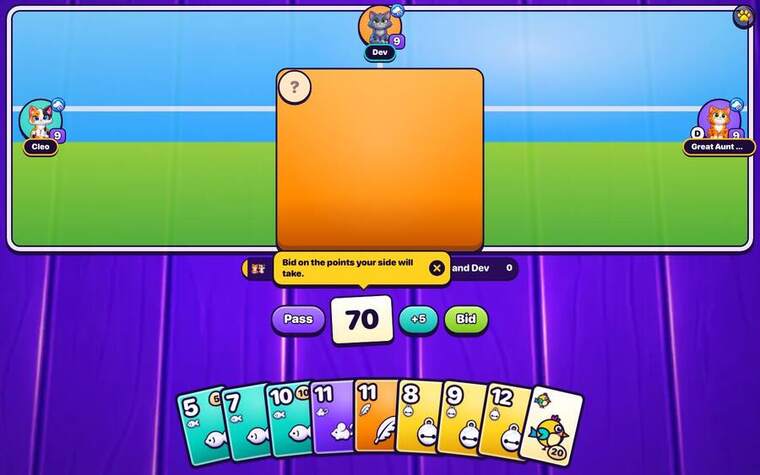 Dev
9
?
Cleo
9
D
9
Great Aunt ...
Bid on the points your side will
take.
and Dev 0
Pass
70
+5
Bid
5
7
10 10
11
11
8
9
12
20